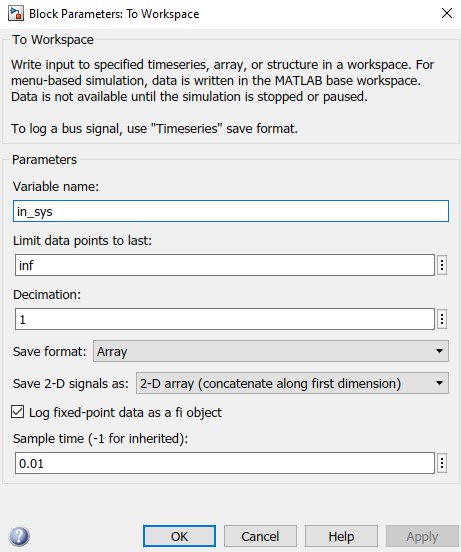 Block Parameters: To Workspace
To Workspace
Write input to specified timeseries, array, or structure in a workspace. For
menu-based simulation, data is written in the MATLAB base workspace.
Data is not available until the simulation is stopped or paused.
To log a bus signal, use "Timeseries" save format.
Parameters
Variable name:
in_sys
Limit data points to last:
inf
Decimation:
1
Save format: Array
Save 2-D signals as: 2-D array (concatenate along first dimension)
Log fixed-point data as a fi object
Sample time (-1 for inherited):
0.01
? OK Cancel Help Apply